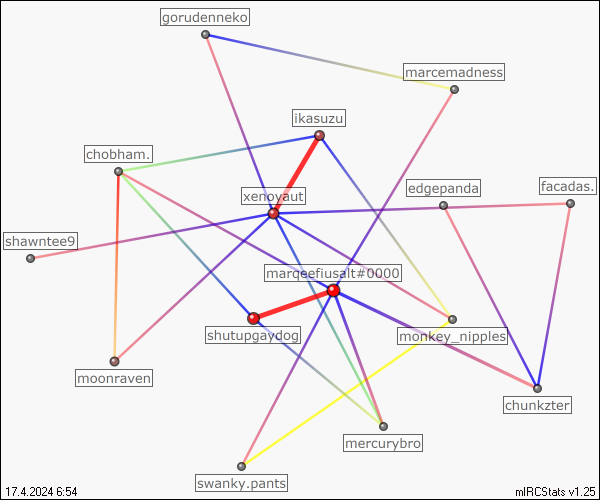 gorudenneko
marcemadness
ikasuzu
chobham.
edgepanda
facadas.
xenoyaut
shawntee9
marqeefiusalt#0000
shutupgaydog
monkey_nipples
moonraven
chunkzter
mercurybro
swanky.pants
17.4.2024 6:54
mIRCStats v1.25